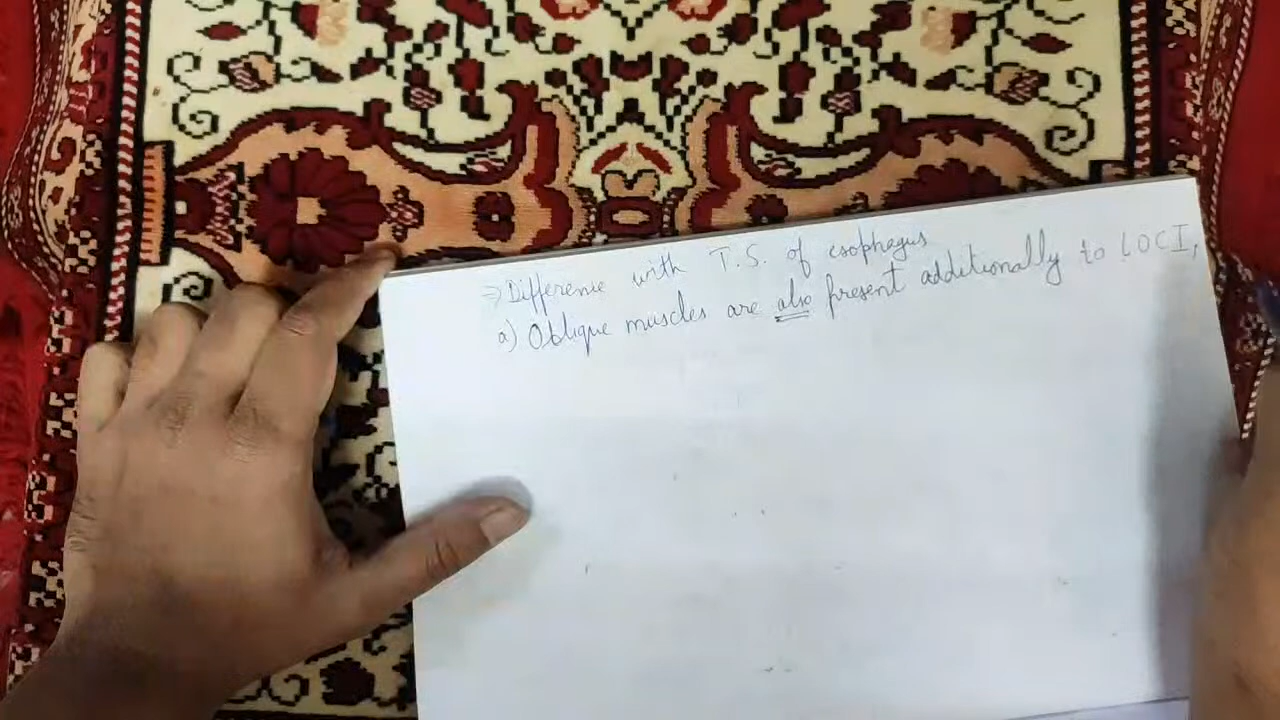 ⇒ Difference with T.S. of esophagus
a) Oblique muscles are also present additionally to LOCI,